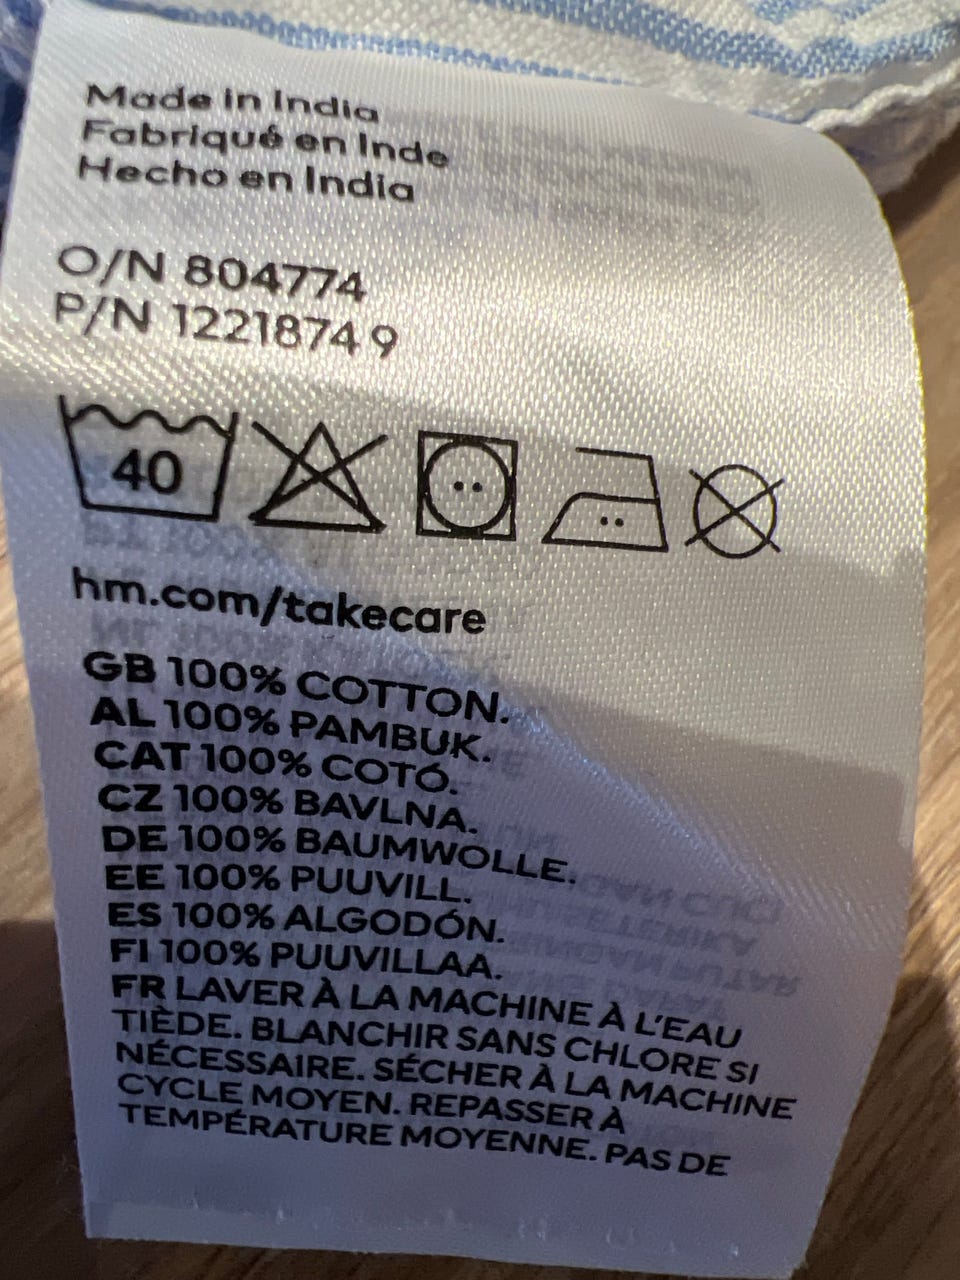 Made in India
Fabriqué en Inde
Hecho en India
O/N 804774
P/N 1221874 9
40
hm.com/takecare
GB 100% COTTON.
AL 100% PAMBUK.
CAT 100% COTÓ.
CZ 100% BAVLNA.
DE 100% BAUMWOLLE.
EE 100% PUUVILL.
ES 100% ALGODÓN.
FI 100% PUUVILLAA.
FR LAVER À LA MACHINE À L'EAU
TIÈDE. BLANCHIR SANS CHLORE SI
NÉCESSAIRE. SÉCHER À LA MACHINE
CYCLE MOYEN. REPASSER À
TEMPÉRATURE MOYENNE. PAS DE